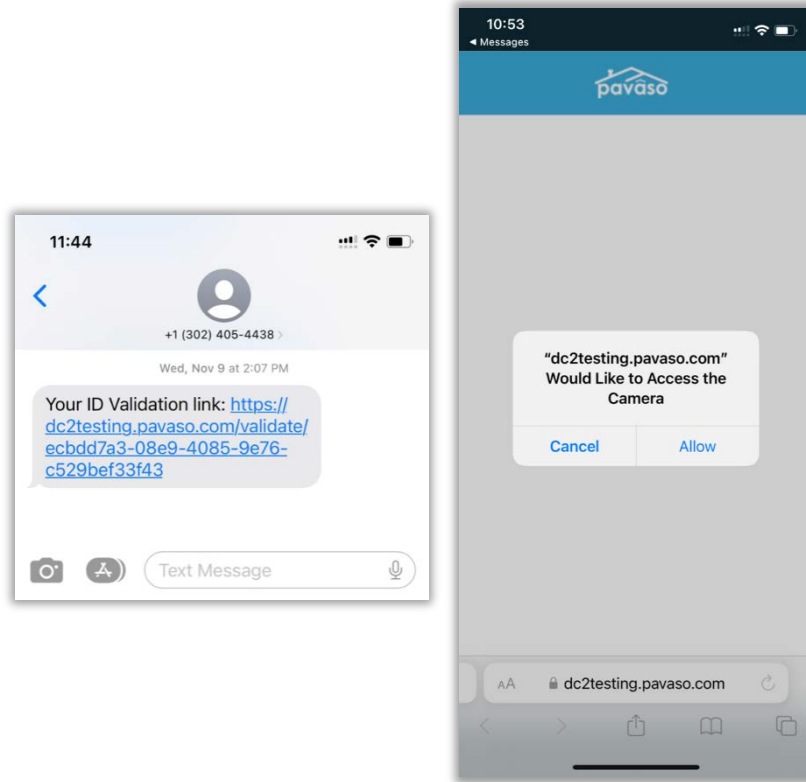 11:44
+1 (302) 405-4438
Wed, Nov 9 at 2:07 PM
Your ID Validation link: https://
dc2testing.pavaso.com/validate/
ecbdd7a3-08e9-4085-9e76-
c529bef33f43
Text Message
10:53
Messages
pavaso
"dc2testing.pavaso.com"
Would Like to Access the
Camera
Cancel
Allow
AA
dc2testing.pavaso.com